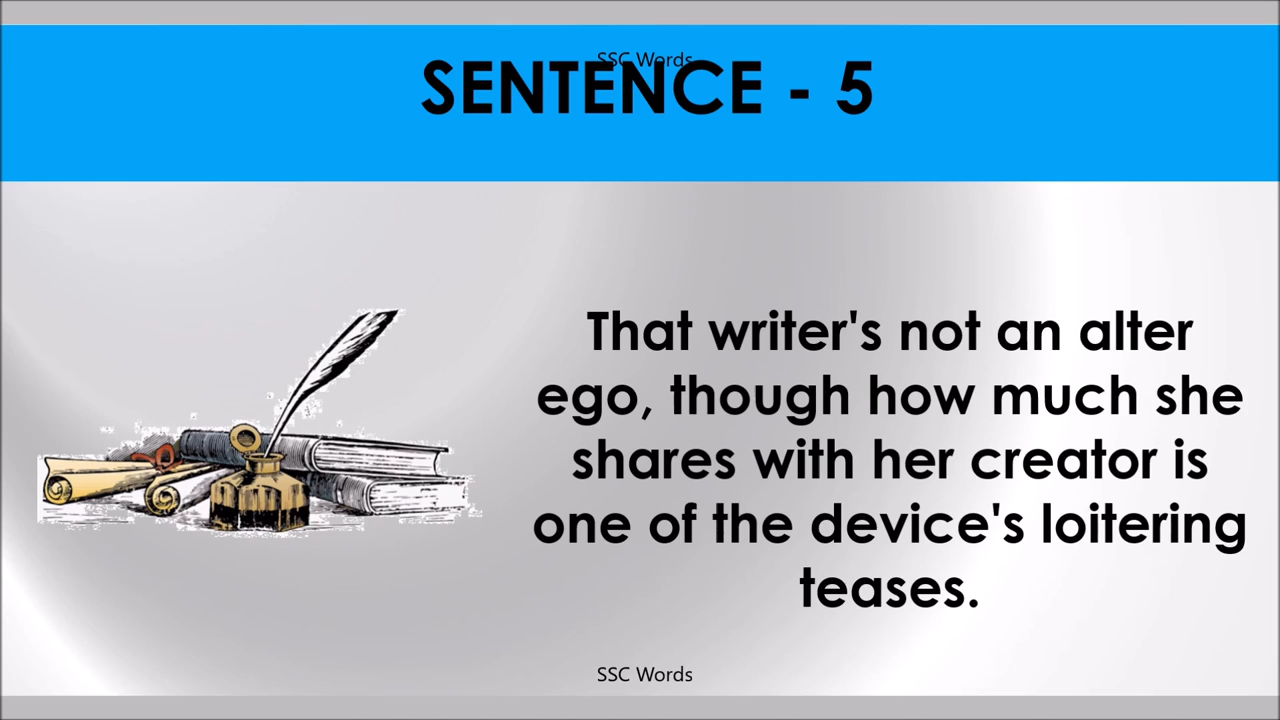 SSC Words
SENTENCE - 5
That writer's not an alter
ego, though how much she
shares with her creator is
one of the device's loitering
teases.
SSC Words